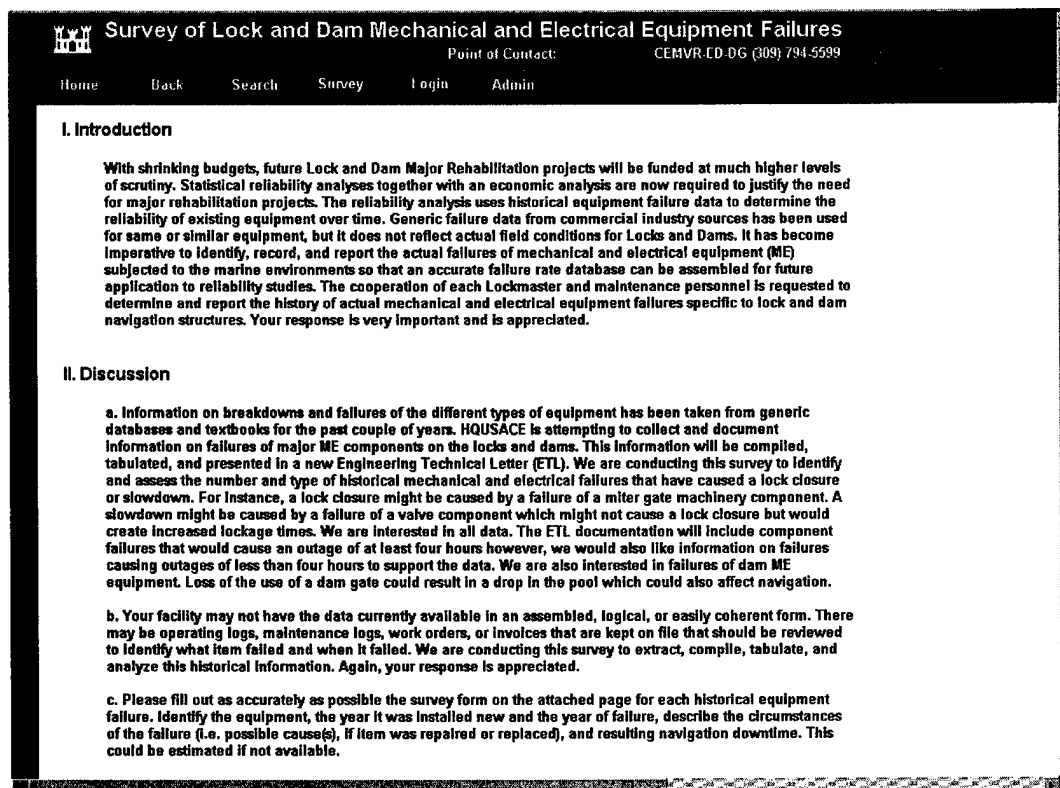 Survey of Lock and Dam Mechanical and Electrical Equipment Failures
Point of Contact: CEMVR-ED-DG (309) 794-5599
Home Back Search Survey Login Admin
I. Introduction
With shrinking budgets, future Lock and Dam Major Rehabilitation projects will be funded at much higher levels
of scrutiny. Statistical reliability analyses together with an economic analysis are now required to justify the need
for major rehabilitation projects. The reliability analysis uses historical equipment failure data to determine the
reliability of existing equipment over time. Generic failure data from commercial industry sources has been used
for same or similar equipment, but it does not reflect actual field conditions for Locks and Dams. It has become
imperative to identify, record, and report the actual failures of mechanical and electrical equipment (ME)
subjected to the marine environments so that an accurate failure rate database can be assembled for future
application to reliability studies. The cooperation of each Lockmaster and maintenance personnel is requested to
determine and report the history of actual mechanical and electrical equipment failures specific to lock and dam
navigation structures. Your response is very important and is appreciated.
II. Discussion
a. Information on breakdowns and failures of the different types of equipment has been taken from generic
databases and textbooks for the past couple of years. HQUSACE is attempting to collect and document
information on failures of major ME components on the locks and dams. This information will be compiled,
tabulated, and presented in a new Engineering Technical Letter (ETL). We are conducting this survey to identify
and assess the number and type of historical mechanical and electrical failures that have caused a lock closure
or slowdown. For instance, a lock closure might be caused by a failure of a miter gate machinery component. A
slowdown might be caused by a failure of a valve component which might not cause a lock closure but would
create increased lockage times. We are interested in all data. The ETL documentation will include component
failures that would cause an outage of at least four hours however, we would also like information on failures
causing outages of less than four hours to support the data. We are also interested in failures of dam ME
equipment. Loss of the use of a dam gate could result in a drop in the pool which could also affect navigation.
b. Your facility may not have the data currently available in an assembled, logical, or easily coherent form. There
may be operating logs, maintenance logs, work orders, or invoices that are kept on file that should be reviewed
to identify what item failed and when it failed. We are conducting this survey to extract, compile, tabulate, and
analyze this historical information. Again, your response is appreciated.
c. Please fill out as accurately as possible the survey form on the attached page for each historical equipment
failure. Identify the equipment, the year it was installed new and the year of failure, describe the circumstances
of the failure (i.e. possible cause(s), if item was repaired or replaced), and resulting navigation downtime. This
could be estimated if not available.